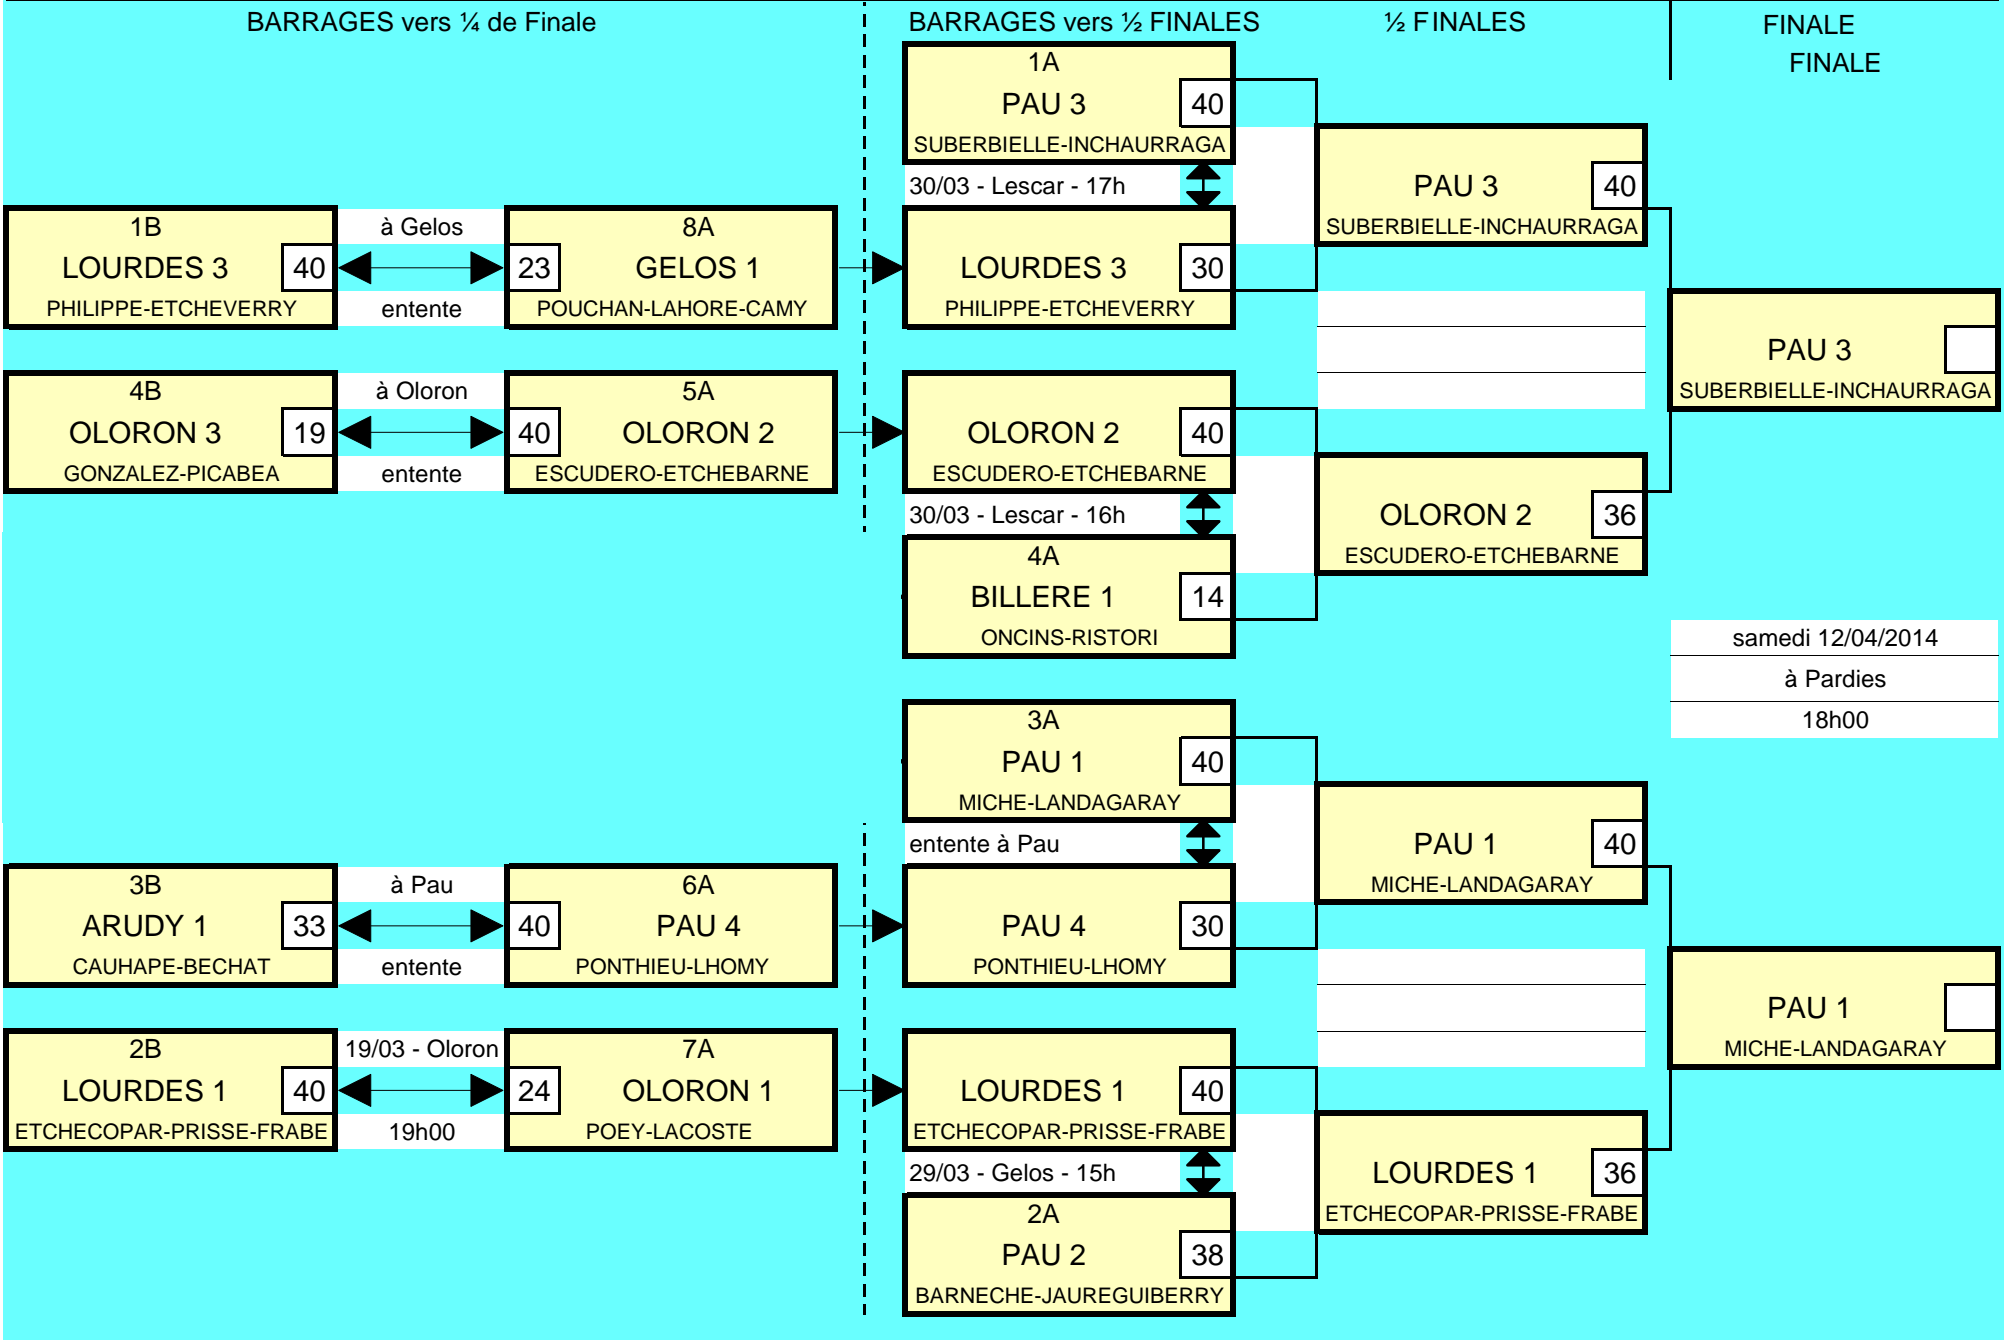 BARRAGES vers ¼ de Finale
BARRAGES vers ½ FINALES
½ FINALES
FINALE
FINALE
1A
PAU 3
40
SUBERBIELLE-INCHAURRAGA
30/03 - Lescar - 17h
PAU 3
40
SUBERBIELLE-INCHAURRAGA
1B
LOURDES 3
40
PHILIPPE-ETCHEVERRY
à Gelos
entente
8A
23
GELOS 1
POUCHAN-LAHORE-CAMY
LOURDES 3
30
PHILIPPE-ETCHEVERRY
PAU 3
SUBERBIELLE-INCHAURRAGA
4B
OLORON 3
19
GONZALEZ-PICABEA
à Oloron
entente
5A
40
OLORON 2
ESCUDERO-ETCHEBARNE
OLORON 2
40
ESCUDERO-ETCHEBARNE
30/03 - Lescar - 16h
OLORON 2
36
ESCUDERO-ETCHEBARNE
4A
BILLERE 1
14
ONCINS-RISTORI
samedi 12/04/2014
à Pardies
18h00
3A
PAU 1
40
MICHE-LANDAGARAY
entente à Pau
PAU 1
40
MICHE-LANDAGARAY
3B
ARUDY 1
33
CAUHAPE-BECHAT
à Pau
entente
6A
40
PAU 4
PONTHIEU-LHOMY
PAU 4
30
PONTHIEU-LHOMY
PAU 1
MICHE-LANDAGARAY
2B
LOURDES 1
40
ETCHECOPAR-PRISSE-FRABE
19/03 - Oloron
19h00
7A
24
OLORON 1
POEY-LACOSTE
LOURDES 1
40
ETCHECOPAR-PRISSE-FRABE
29/03 - Gelos - 15h
LOURDES 1
36
ETCHECOPAR-PRISSE-FRABE
2A
PAU 2
38
BARNECHE-JAUREGUIBERRY